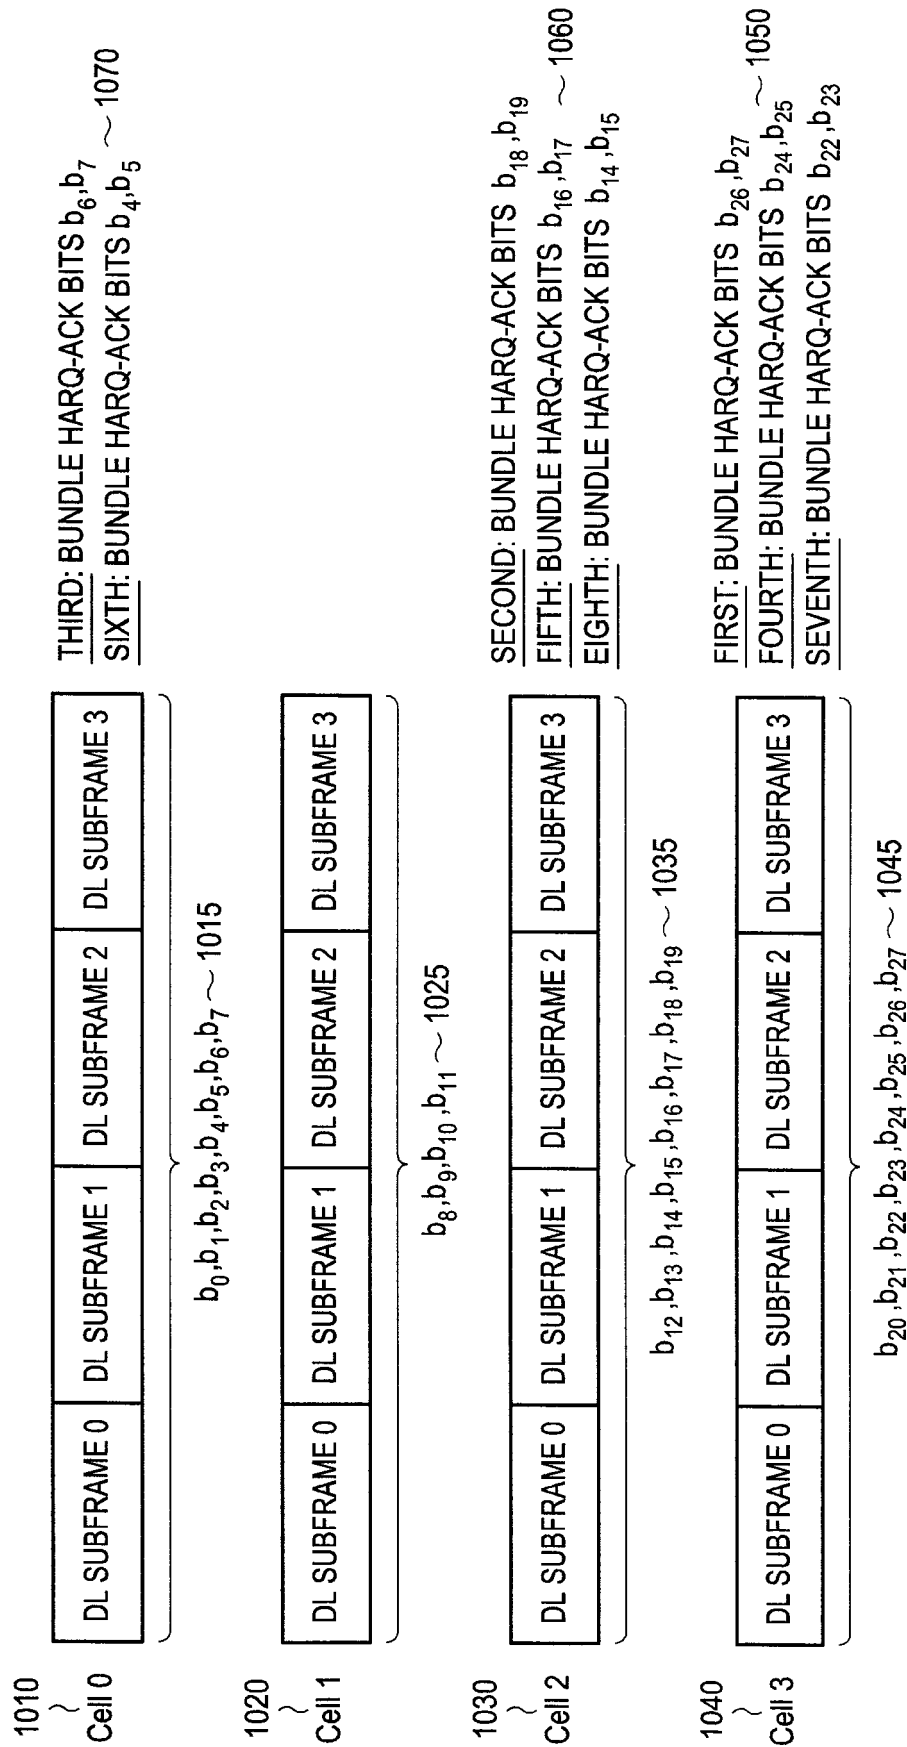 1010
Cell 0
DL SUBFRAME 0
DL SUBFRAME 1
DL SUBFRAME 2
DL SUBFRAME 3
b0,b1,b2,b3,b4,b5,b6,b7 ~ 1015
THIRD: BUNDLE HARQ-ACK BITS b6,b7
SIXTH: BUNDLE HARQ-ACK BITS b4,b5
~ 1070
1020
Cell 1
DL SUBFRAME 0
DL SUBFRAME 1
DL SUBFRAME 2
DL SUBFRAME 3
b8,b9,b10,b11 ~ 1025
1030
Cell 2
DL SUBFRAME 0
DL SUBFRAME 1
DL SUBFRAME 2
DL SUBFRAME 3
b12,b13,b14,b15,b16,b17,b18,b19 ~ 1035
SECOND: BUNDLE HARQ-ACK BITS b18,b19
FIFTH: BUNDLE HARQ-ACK BITS b16,b17 ~ 1060
EIGHTH: BUNDLE HARQ-ACK BITS b14,b15
1040
Cell 3
DL SUBFRAME 0
DL SUBFRAME 1
DL SUBFRAME 2
DL SUBFRAME 3
b20,b21,b22,b23,b24,b25,b26,b27 ~ 1045
FIRST: BUNDLE HARQ-ACK BITS b26,b27
FOURTH: BUNDLE HARQ-ACK BITS b24,b25 ~ 1050
SEVENTH: BUNDLE HARQ-ACK BITS b22,b23